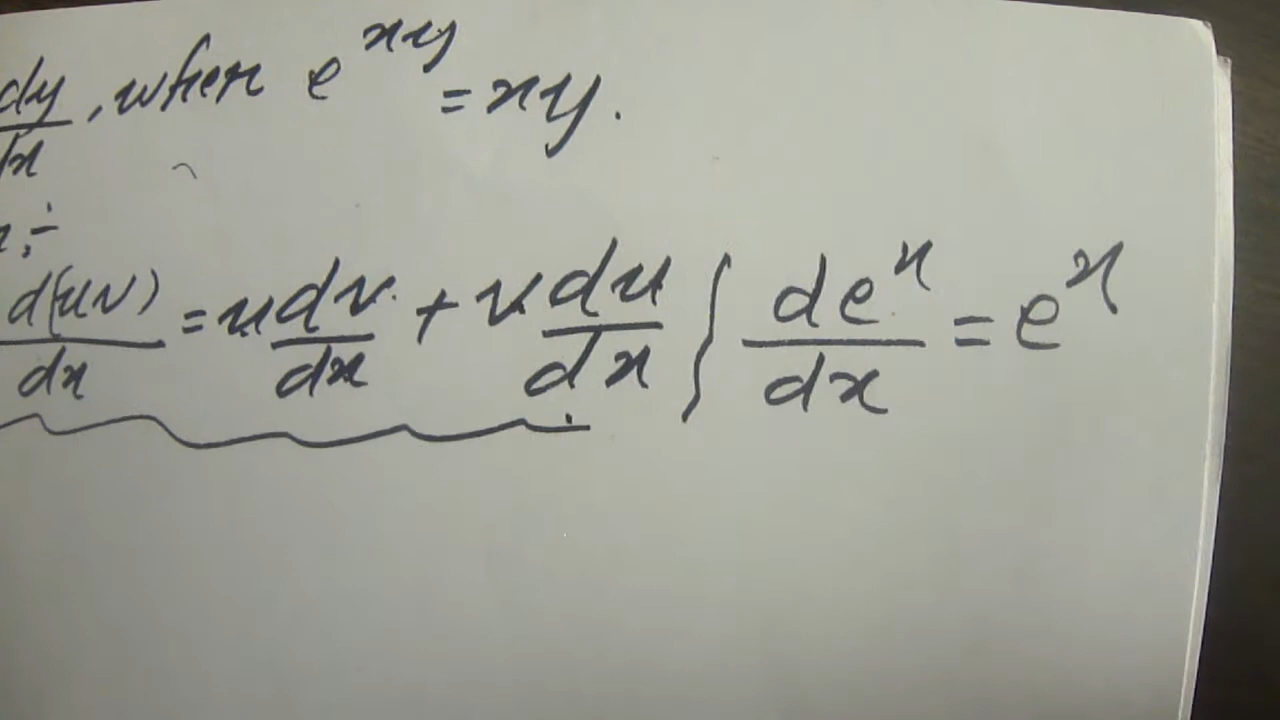 dy/dx, when e^xy = xy.
d(uv)/dx = u dv/dx + v du/dx } de^x/dx = e^x